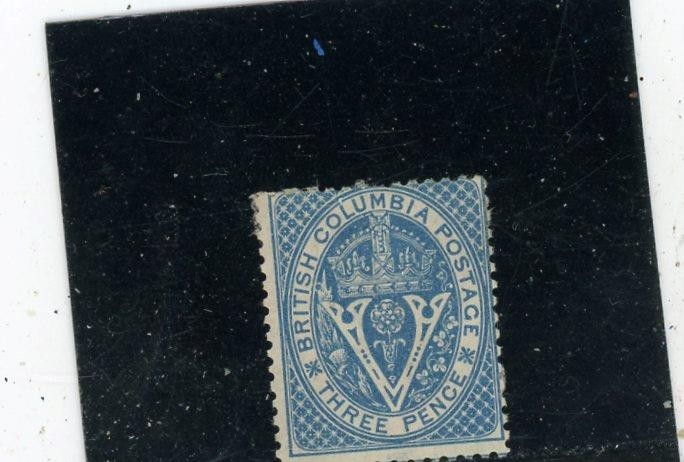 BRITISH COLUMBIA POSTAGE
V
THREE PENCE